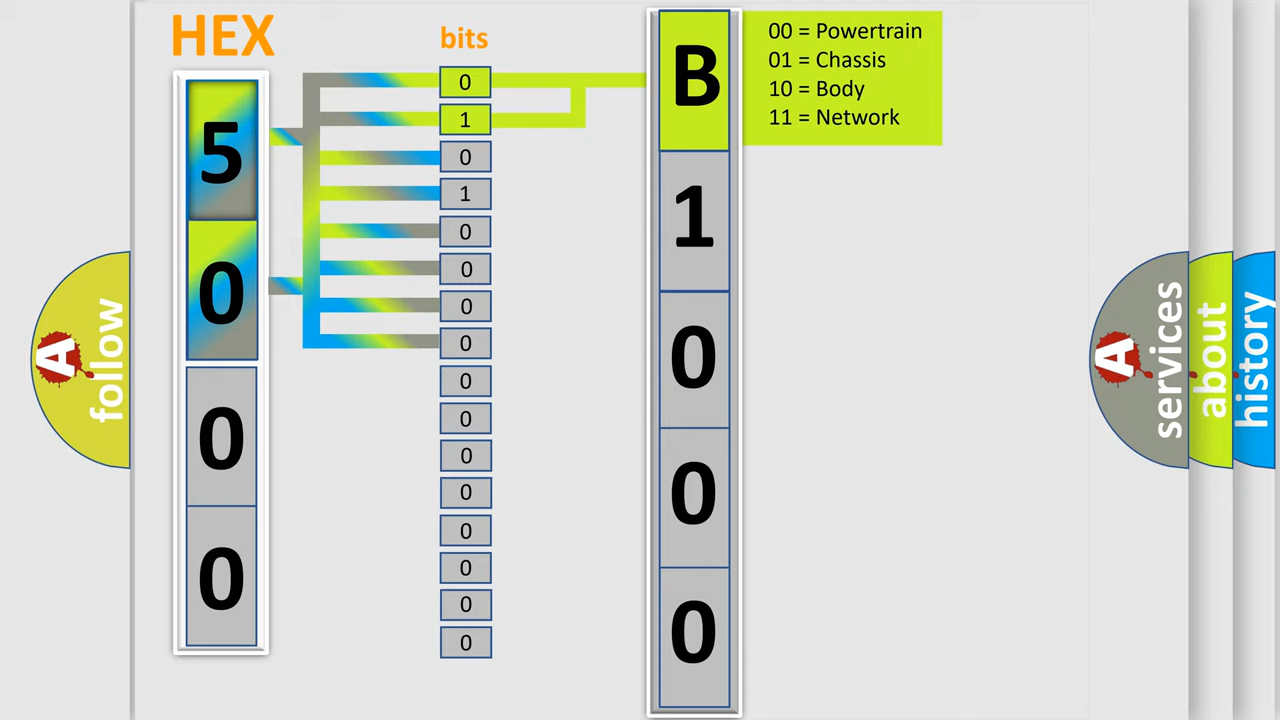 HEX
bits
5
0
0
0
0
1
0
1
0
0
0
0
0
0
0
0
0
0
0
0
B
1
0
0
0
00 = Powertrain
01 = Chassis
10 = Body
11 = Network
A
follow
A
services
about
history